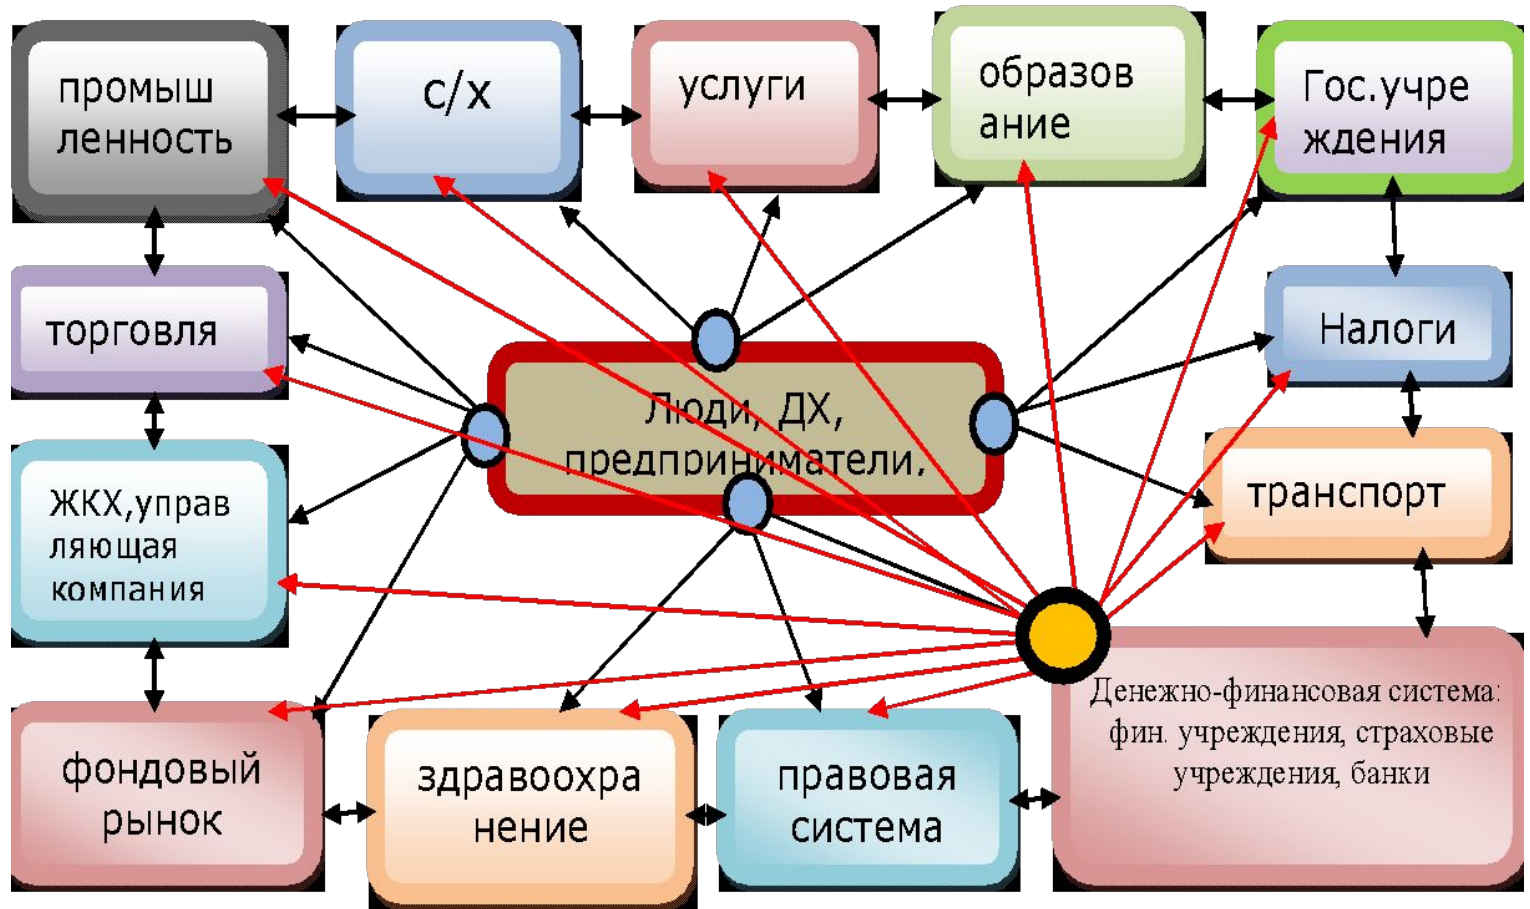 промыш
ленность
с/х
услуги
образов
ание
Гос.учре
ждения
торговля
Люди, ДХ,
предприниматели,
Налоги
ЖКХ,управ
ляющая
компания
транспорт
фондовый
рынок
здравоохра
нение
правовая
система
Денежно-финансовая система:
фин. учреждения, страховые
учреждения, банки